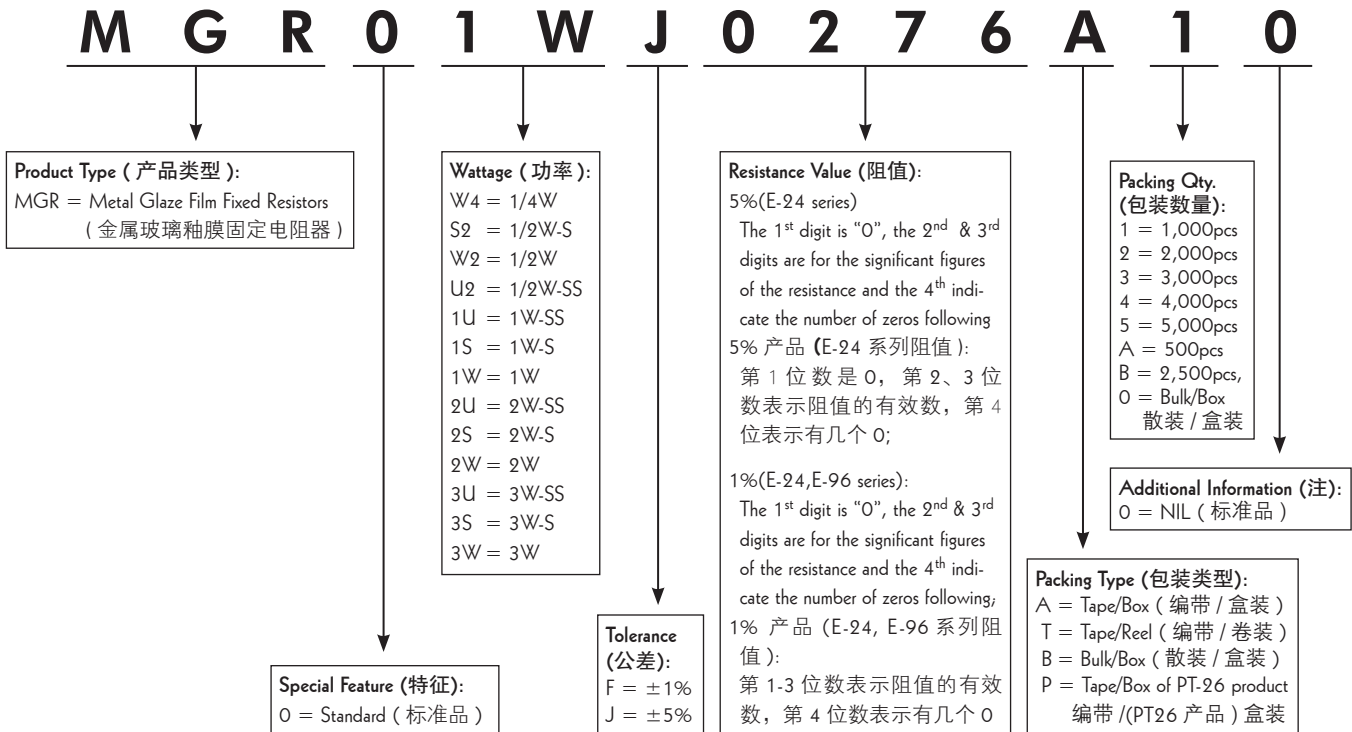 M G R 0 1 W J 0 2 7 6 A 1 0
Product Type ( 产品类型 ):
MGR = Metal Glaze Film Fixed Resistors
( 金属玻璃釉膜固定电阻器 )
Special Feature (特征):
0 = Standard ( 标准品 )
Wattage ( 功率 ):
W4 = 1/4W
S2 = 1/2W-S
W2 = 1/2W
U2 = 1/2W-SS
1U = 1W-SS
1S = 1W-S
1W = 1W
2U = 2W-SS
2S = 2W-S
2W = 2W
3U = 3W-SS
3S = 3W-S
3W = 3W
Tolerance
(公差):
F = ±1%
J = ±5%
Resistance Value (阻值):
5%(E-24 series)
The 1st digit is “0”, the 2nd & 3rd
digits are for the significant figures
of the resistance and the 4th indi-
cate the number of zeros following
5% 产品 (E-24 系列阻值 ):
第 1 位数是 0，第 2、3 位
数表示阻值的有效数，第 4
位表示有几个 0;
1%(E-24,E-96 series):
The 1st digit is “0”, the 2nd & 3rd
digits are for the significant figures
of the resistance and the 4th indi-
cate the number of zeros following;
1% 产品 (E-24, E-96 系列阻
值 ):
第 1-3 位数表示阻值的有效
数，第 4 位数表示有几个 0
Packing Type (包装类型):
A = Tape/Box ( 编带 / 盒装 )
T = Tape/Reel ( 编带 / 卷装 )
B = Bulk/Box ( 散装 / 盒装 )
P = Tape/Box of PT-26 product
编带 /(PT26 产品 ) 盒装
Packing Qty.
(包装数量):
1 = 1,000pcs
2 = 2,000pcs
3 = 3,000pcs
4 = 4,000pcs
5 = 5,000pcs
A = 500pcs
B = 2,500pcs,
0 = Bulk/Box
散装 / 盒装
Additional Information (注):
0 = NIL ( 标准品 )